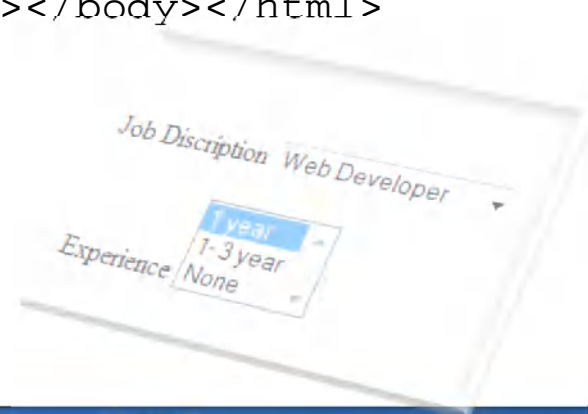 ></body></html>
Job Discription Web Developer
1 year
1-3 year
Experience None